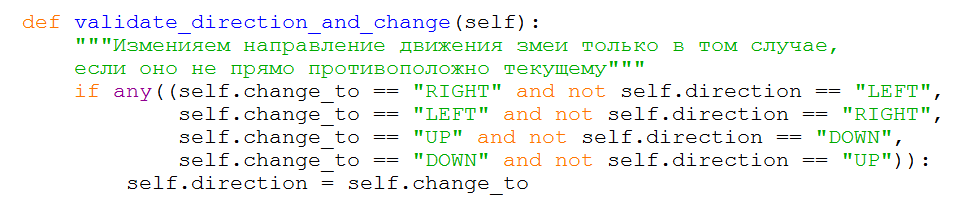 def validate_direction_and_change(self):
    """Изменияем направление движения змеи только в том случае,
    если оно не прямо противоположно текущему"""
    if any((self.change_to == "RIGHT" and not self.direction == "LEFT",
            self.change_to == "LEFT" and not self.direction == "RIGHT",
            self.change_to == "UP" and not self.direction == "DOWN",
            self.change_to == "DOWN" and not self.direction == "UP")):
        self.direction = self.change_to